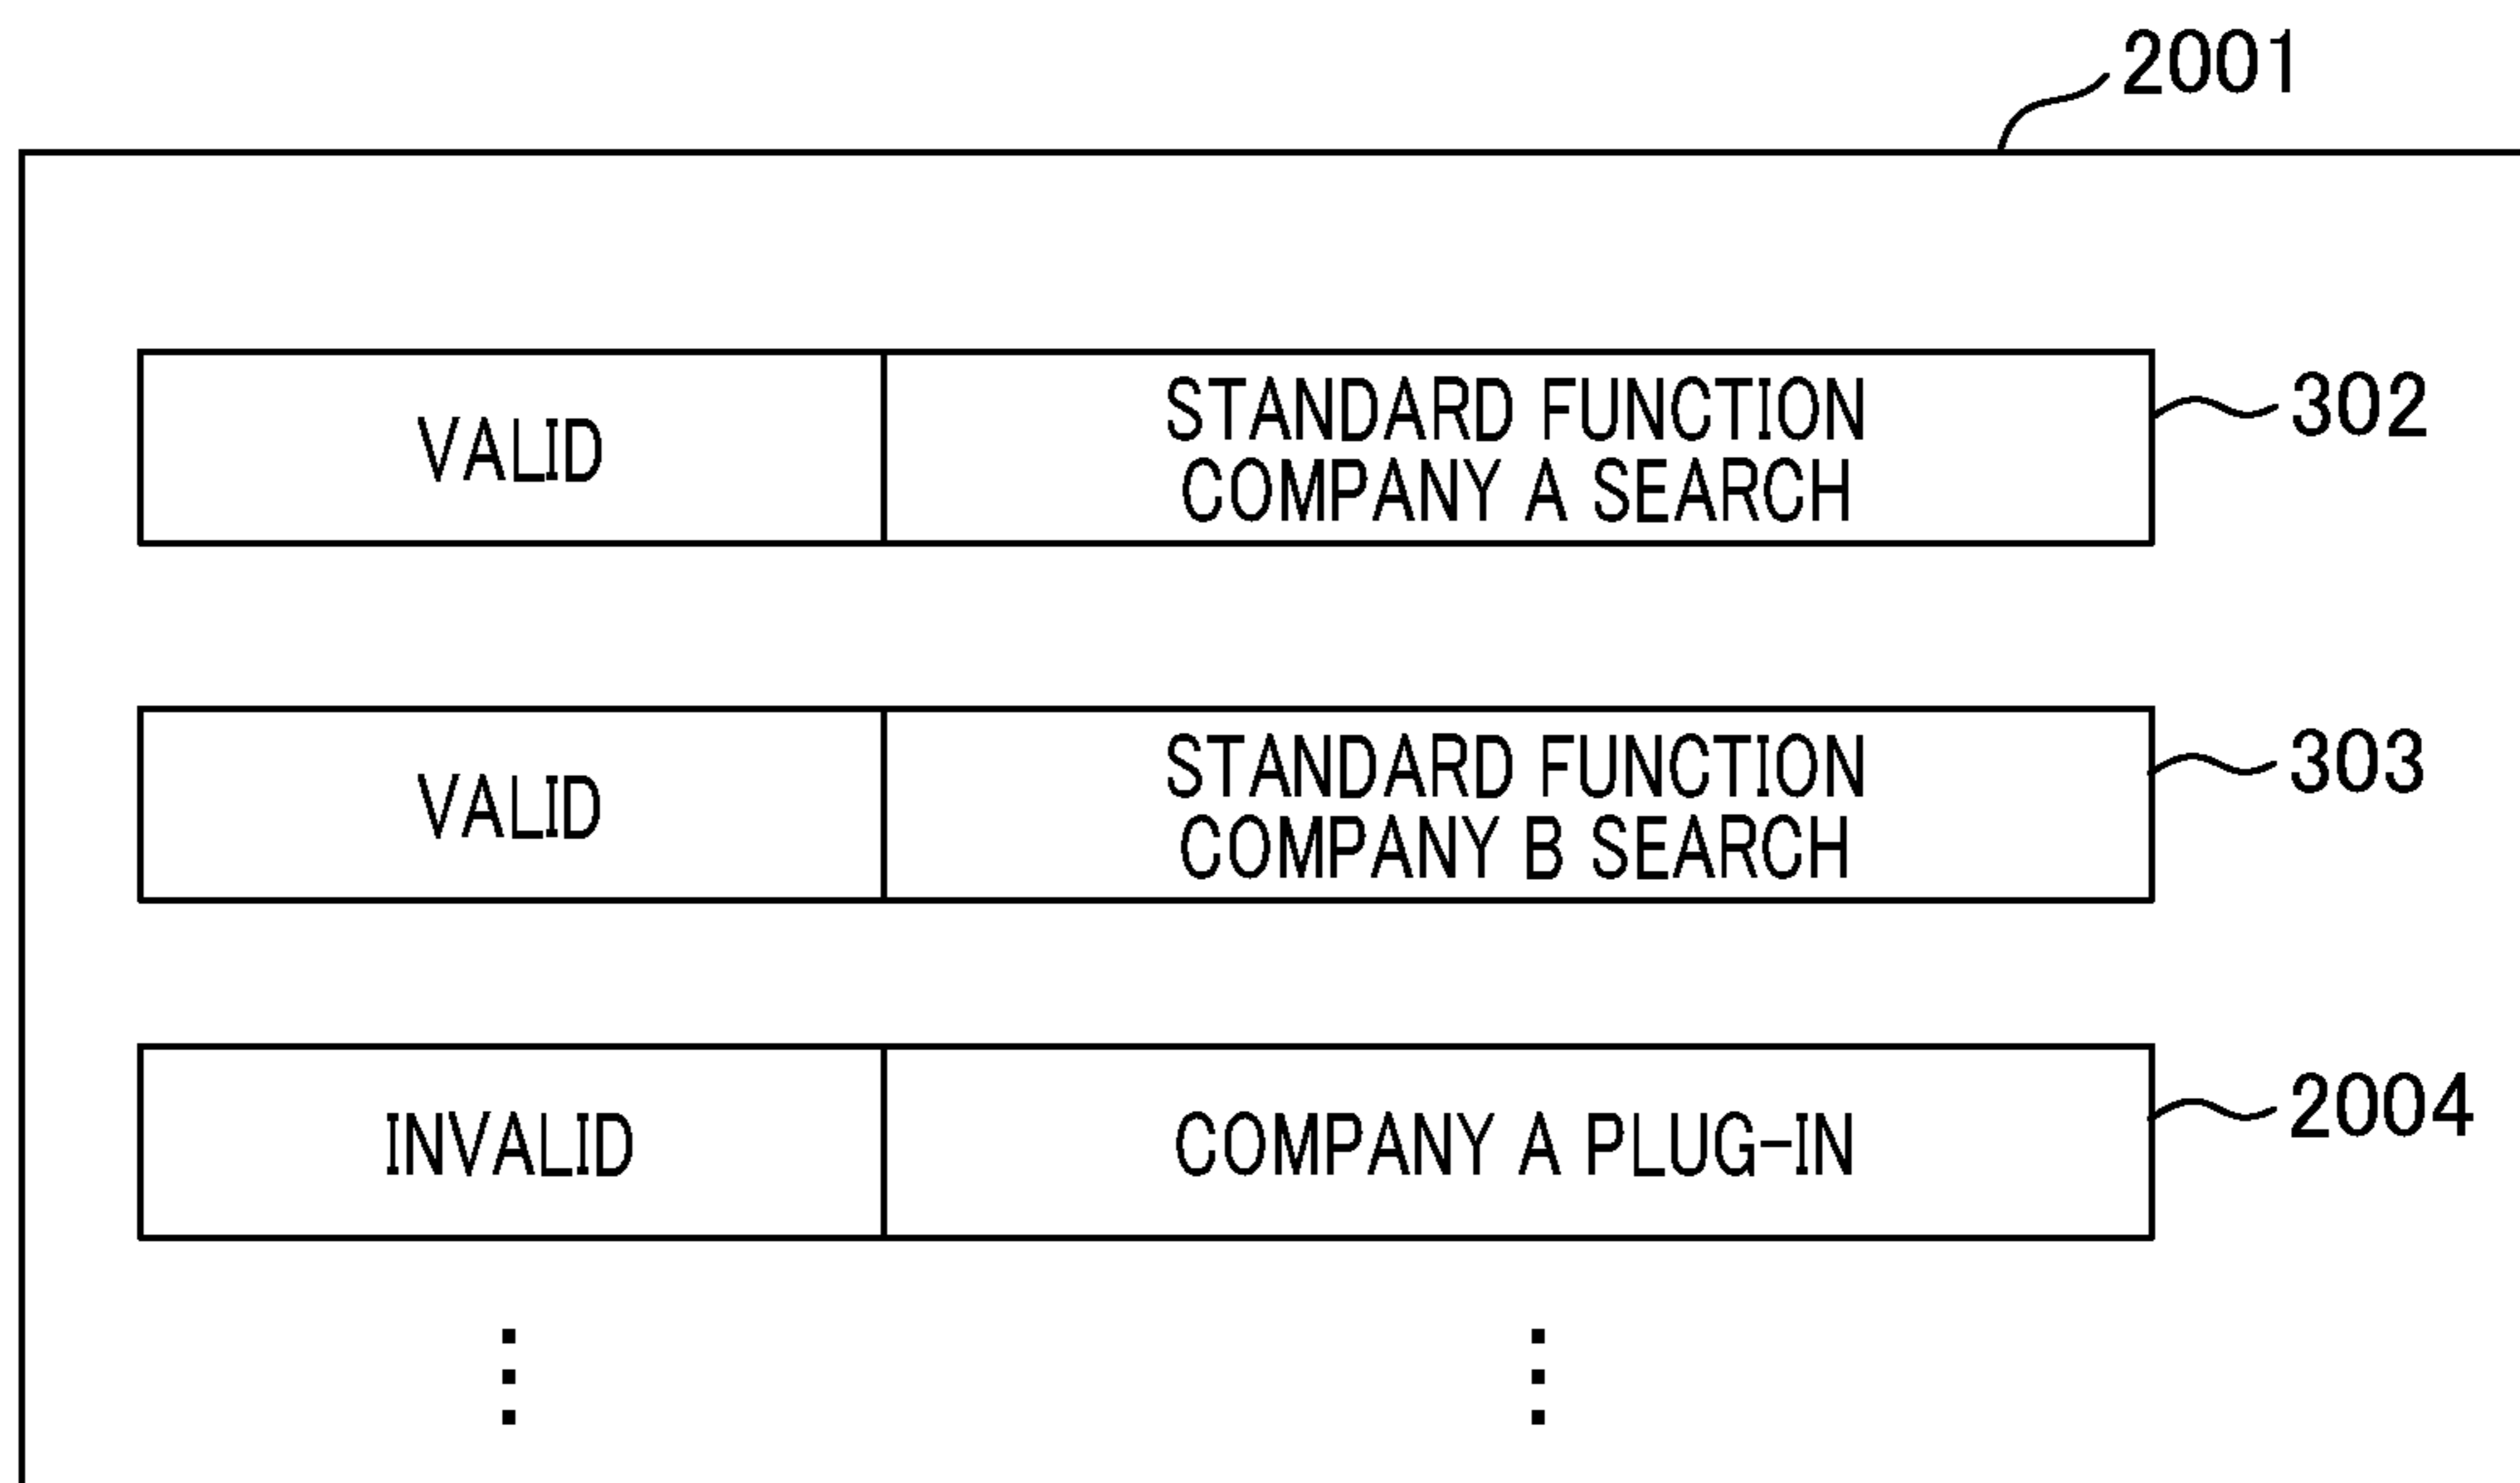 2001
VALID
STANDARD FUNCTION
COMPANY A SEARCH
302
VALID
STANDARD FUNCTION
COMPANY B SEARCH
303
INVALID
COMPANY A PLUG-IN
2004